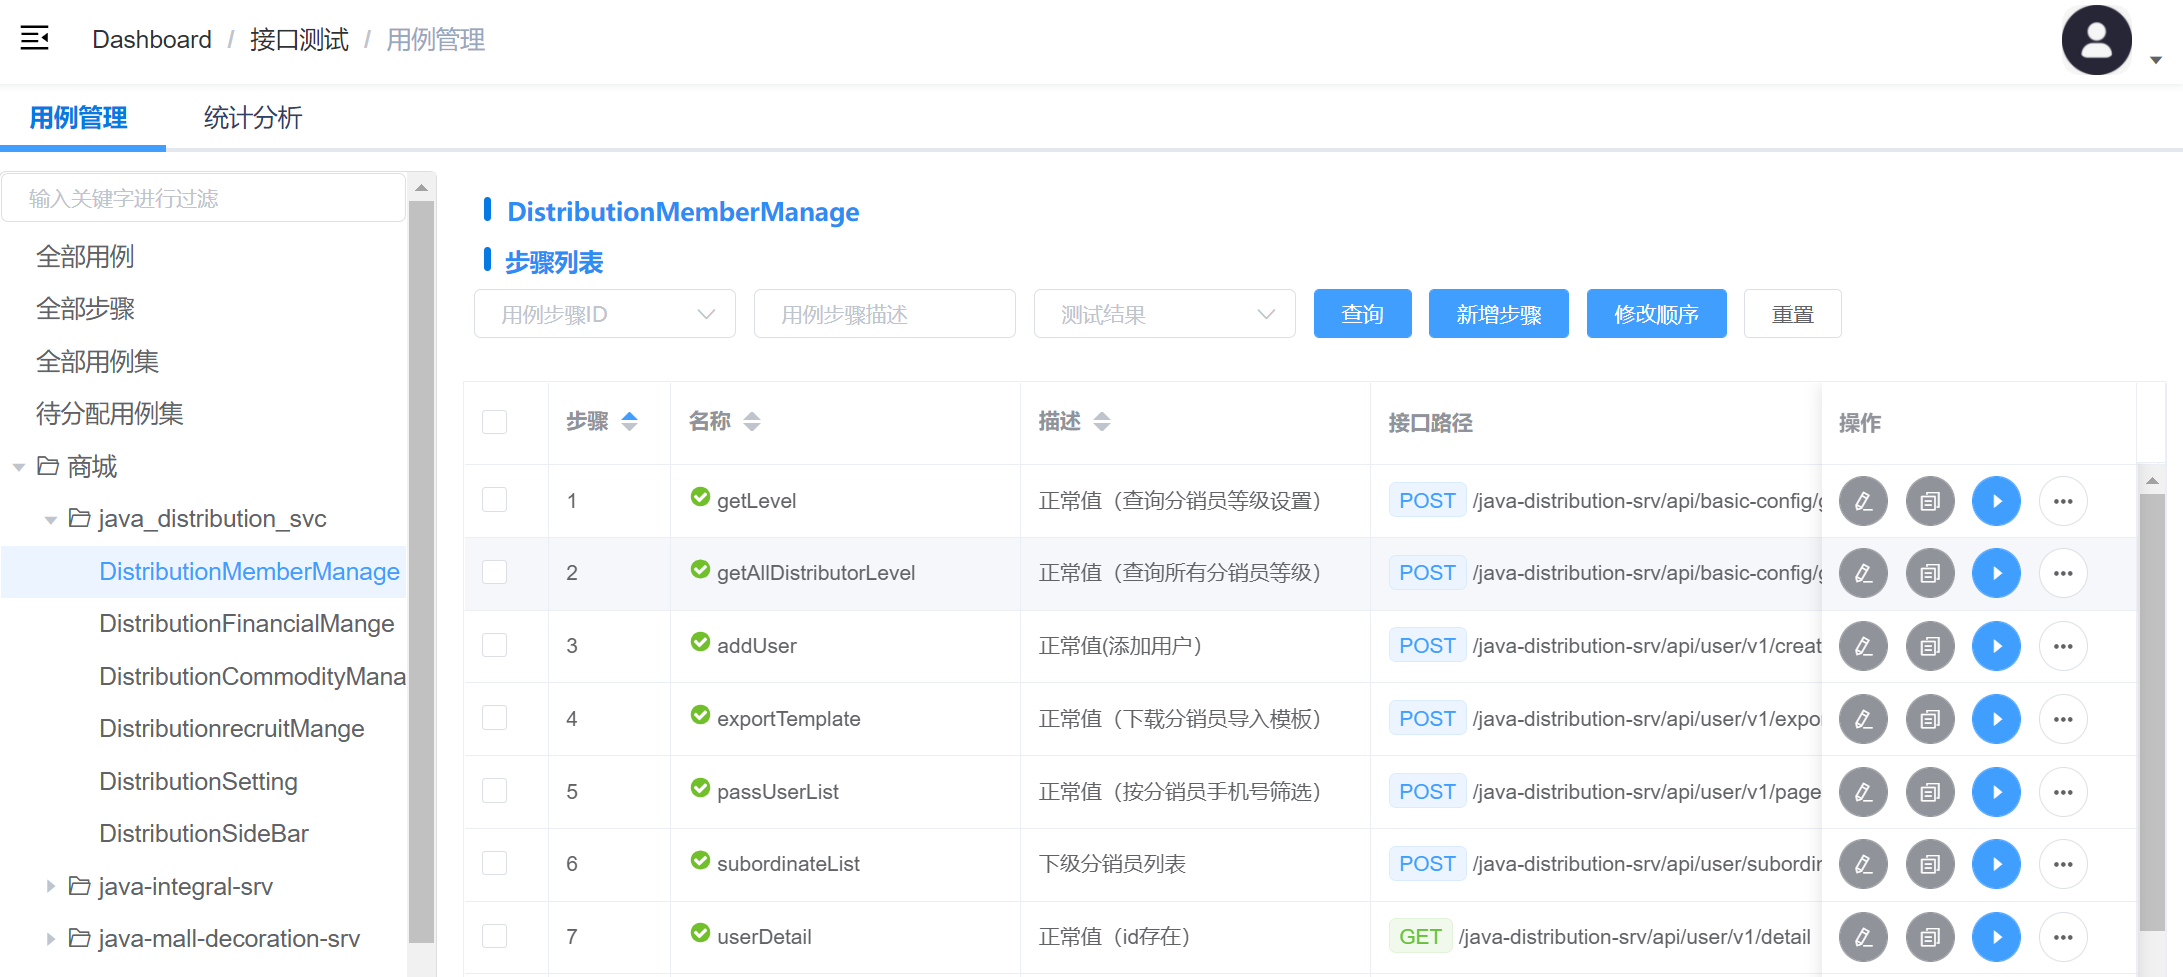 Dashboard / 接口测试 / 用例管理
用例管理 统计分析
输入关键字进行过滤
全部用例
全部步骤
全部用例集
待分配用例集
商城
java_distribution_svc
DistributionMemberManage
DistributionFinancialMange
DistributionCommodityMana
DistributionrecruitMange
DistributionSetting
DistributionSideBar
java-integral-srv
java-mall-decoration-srv
DistributionMemberManage
步骤列表
用例步骤ID 用例步骤描述 测试结果 查询 新增步骤 修改顺序 重置
步骤 名称 描述 接口路径 操作
1 getLevel 正常值（查询分销员等级设置） POST /java-distribution-srv/api/basic-config/g
2 getAllDistributorLevel 正常值（查询所有分销员等级） POST /java-distribution-srv/api/basic-config/g
3 addUser 正常值(添加用户） POST /java-distribution-srv/api/user/v1/creat
4 exportTemplate 正常值（下载分销员导入模板） POST /java-distribution-srv/api/user/v1/expo
5 passUserList 正常值（按分销员手机号筛选） POST /java-distribution-srv/api/user/v1/page
6 subordinateList 下级分销员列表 POST /java-distribution-srv/api/user/subordin
7 userDetail 正常值（id存在） GET /java-distribution-srv/api/user/v1/detail